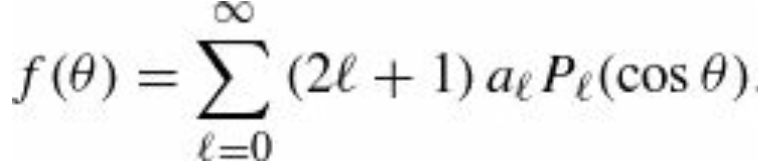 f(θ) = ∑_{ℓ=0}^{∞} (2ℓ + 1) a_ℓ P_ℓ(cos θ).